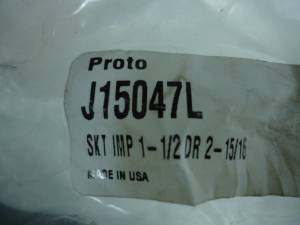 Proto
J15047L
SKT IMP 1-1/2 DR 2-15/16
MADE IN USA